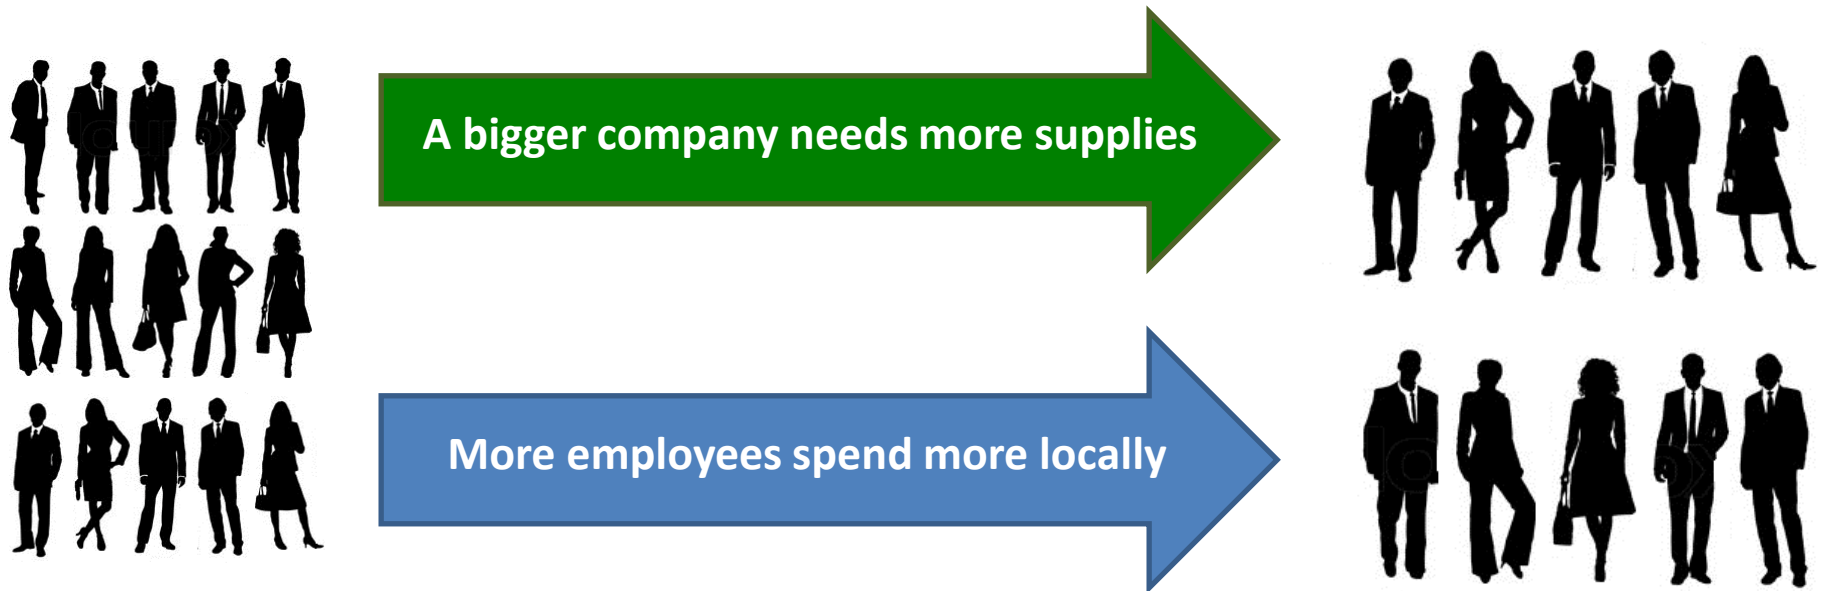 A bigger company needs more supplies
More employees spend more locally